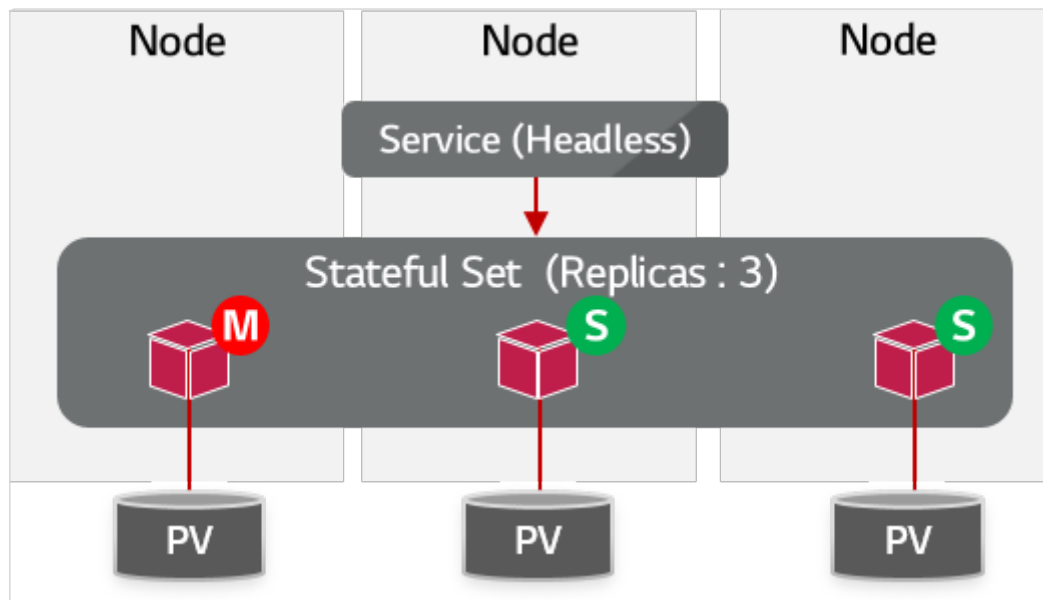 Node
Node
Node
Service (Headless)
Stateful Set (Replicas : 3)
M
S
S
PV
PV
PV